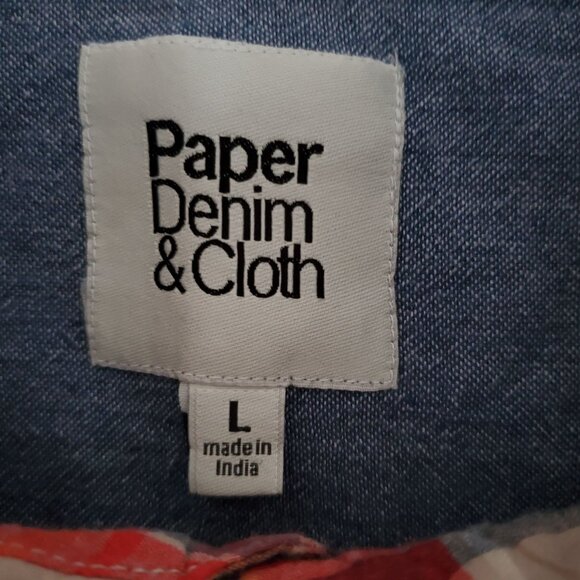 Paper
Denim
&Cloth
L
made in
India